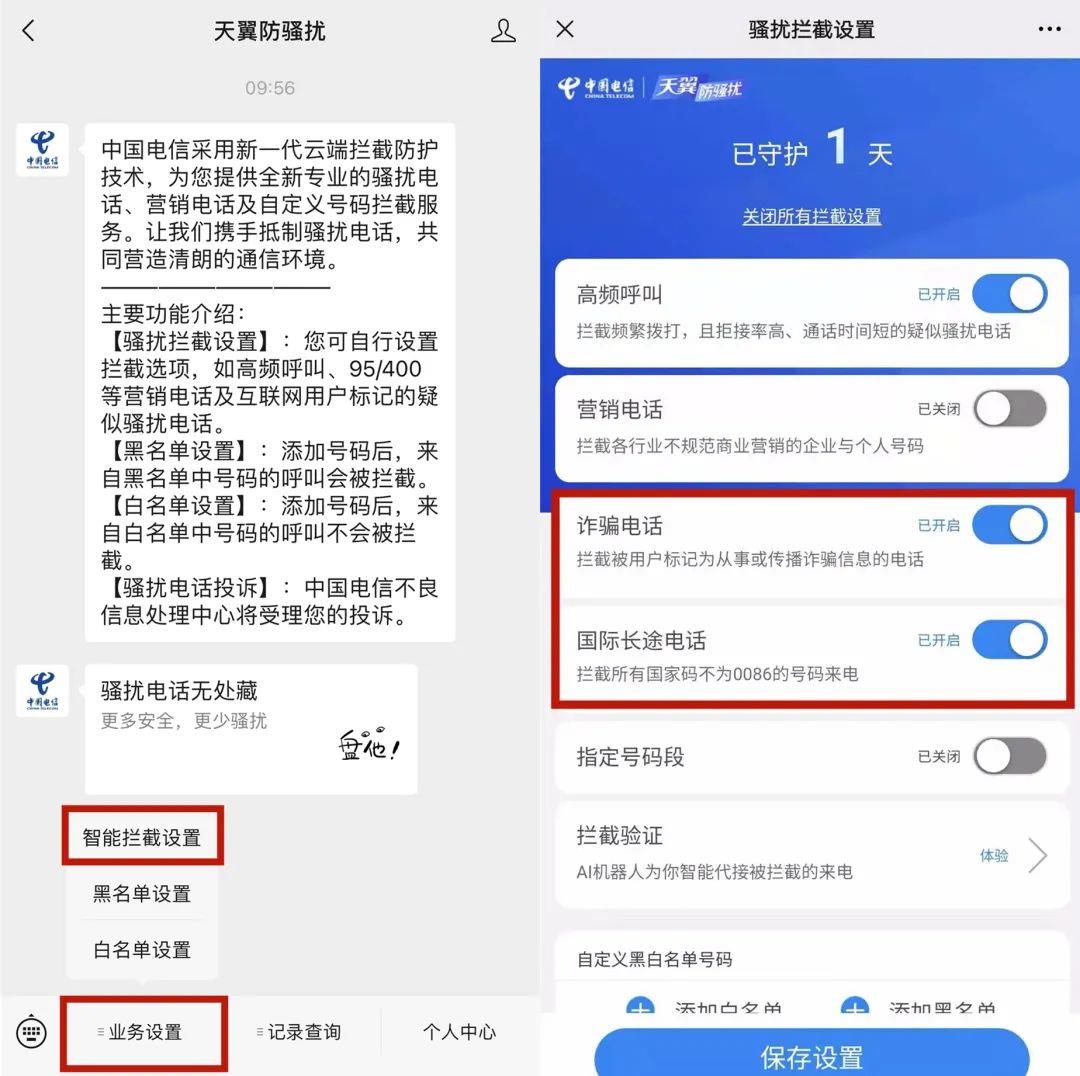 天翼防骚扰
09:56
中国电信
中国电信采用新一代云端拦截防护
技术，为您提供全新专业的骚扰电
话、营销电话及自定义号码拦截服
务。让我们携手抵制骚扰电话，共
同营造清朗的通信环境。
————————————
主要功能介绍：
【骚扰拦截设置】：您可自行设置
拦截选项，如高频呼叫、95/400
等营销电话及互联网用户标记的疑
似骚扰电话。
【黑名单设置】：添加号码后，来
自黑名单中号码的呼叫会被拦截。
【白名单设置】：添加号码后，来
自白名单中号码的呼叫不会被拦
截。
【骚扰电话投诉】：中国电信不良
信息处理中心将受理您的投诉。
中国电信
骚扰电话无处藏
更多安全，更少骚扰
盘他！
智能拦截设置
黑名单设置
白名单设置
业务设置
记录查询
个人中心
骚扰拦截设置
中国电信 天翼防骚扰
CHINA TELECOM
已守护 1 天
关闭所有拦截设置
高频呼叫 已开启
拦截频繁拨打，且拒接率高、通话时间短的疑似骚扰电话
营销电话 已关闭
拦截各行业不规范商业营销的企业与个人号码
诈骗电话 已开启
拦截被用户标记为从事或传播诈骗信息的电话
国际长途电话 已开启
拦截所有国家码不为0086的号码来电
指定号码段 已关闭
拦截验证
体验
AI机器人为你智能代接被拦截的来电
自定义黑白名单号码
添加白名单 添加黑名单
保存设置